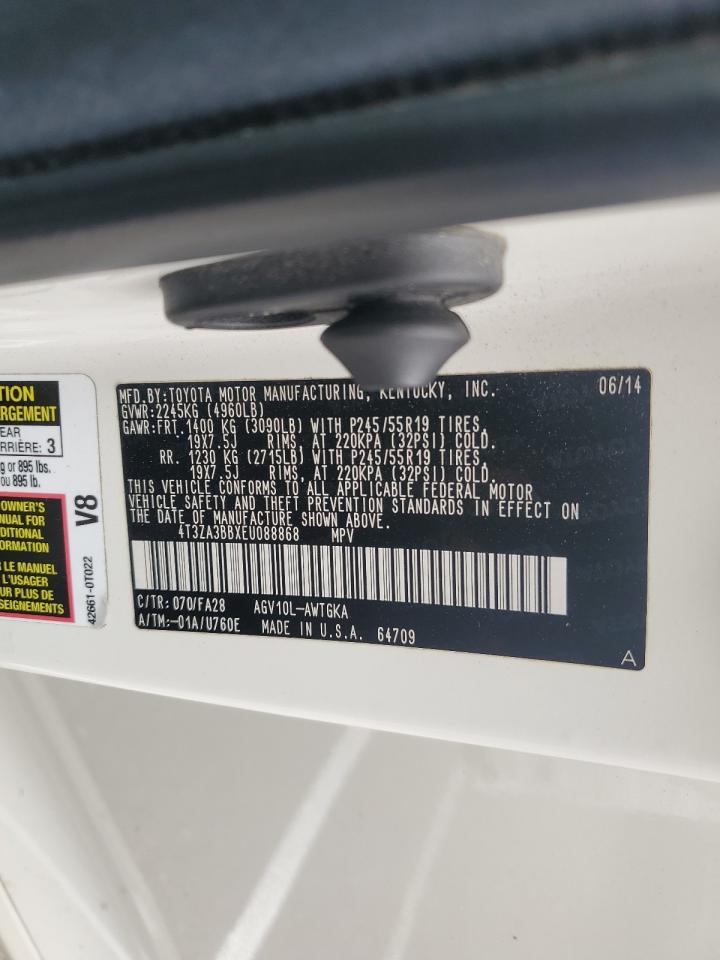 TION
ERGEMENT
EAR
RRIÈRE: 3
g or 895 lbs.
ou 895 lb.
OWNER'S
ANUAL FOR
DITIONAL
ORMATION
LE MANUEL
L'USAGER
UR PLUS DE
SEIGNEMENTS
V8
42661-0T022
MFD.BY:TOYOTA MOTOR MANUFACTURING, KENTUCKY, INC. 06/14
GVWR:2245KG (4960LB)
GAWR:FRT. 1400 KG (3090LB) WITH P245/55R19 TIRES,
19X7.5J RIMS, AT 220KPA (32PSI) COLD.
RR. 1230 KG (2715LB) WITH P245/55R19 TIRES,
19X7.5J RIMS, AT 220KPA (32PSI) COLD.
THIS VEHICLE CONFORMS TO ALL APPLICABLE FEDERAL MOTOR
VEHICLE SAFETY AND THEFT PREVENTION STANDARDS IN EFFECT ON
THE DATE OF MANUFACTURE SHOWN ABOVE.
4T3ZA3BBXEU088868 MPV
C/TR: 070/FA28 AGV10L-AWTGKA
A/TM:-01A/U760E MADE IN U.S.A. 64709
A